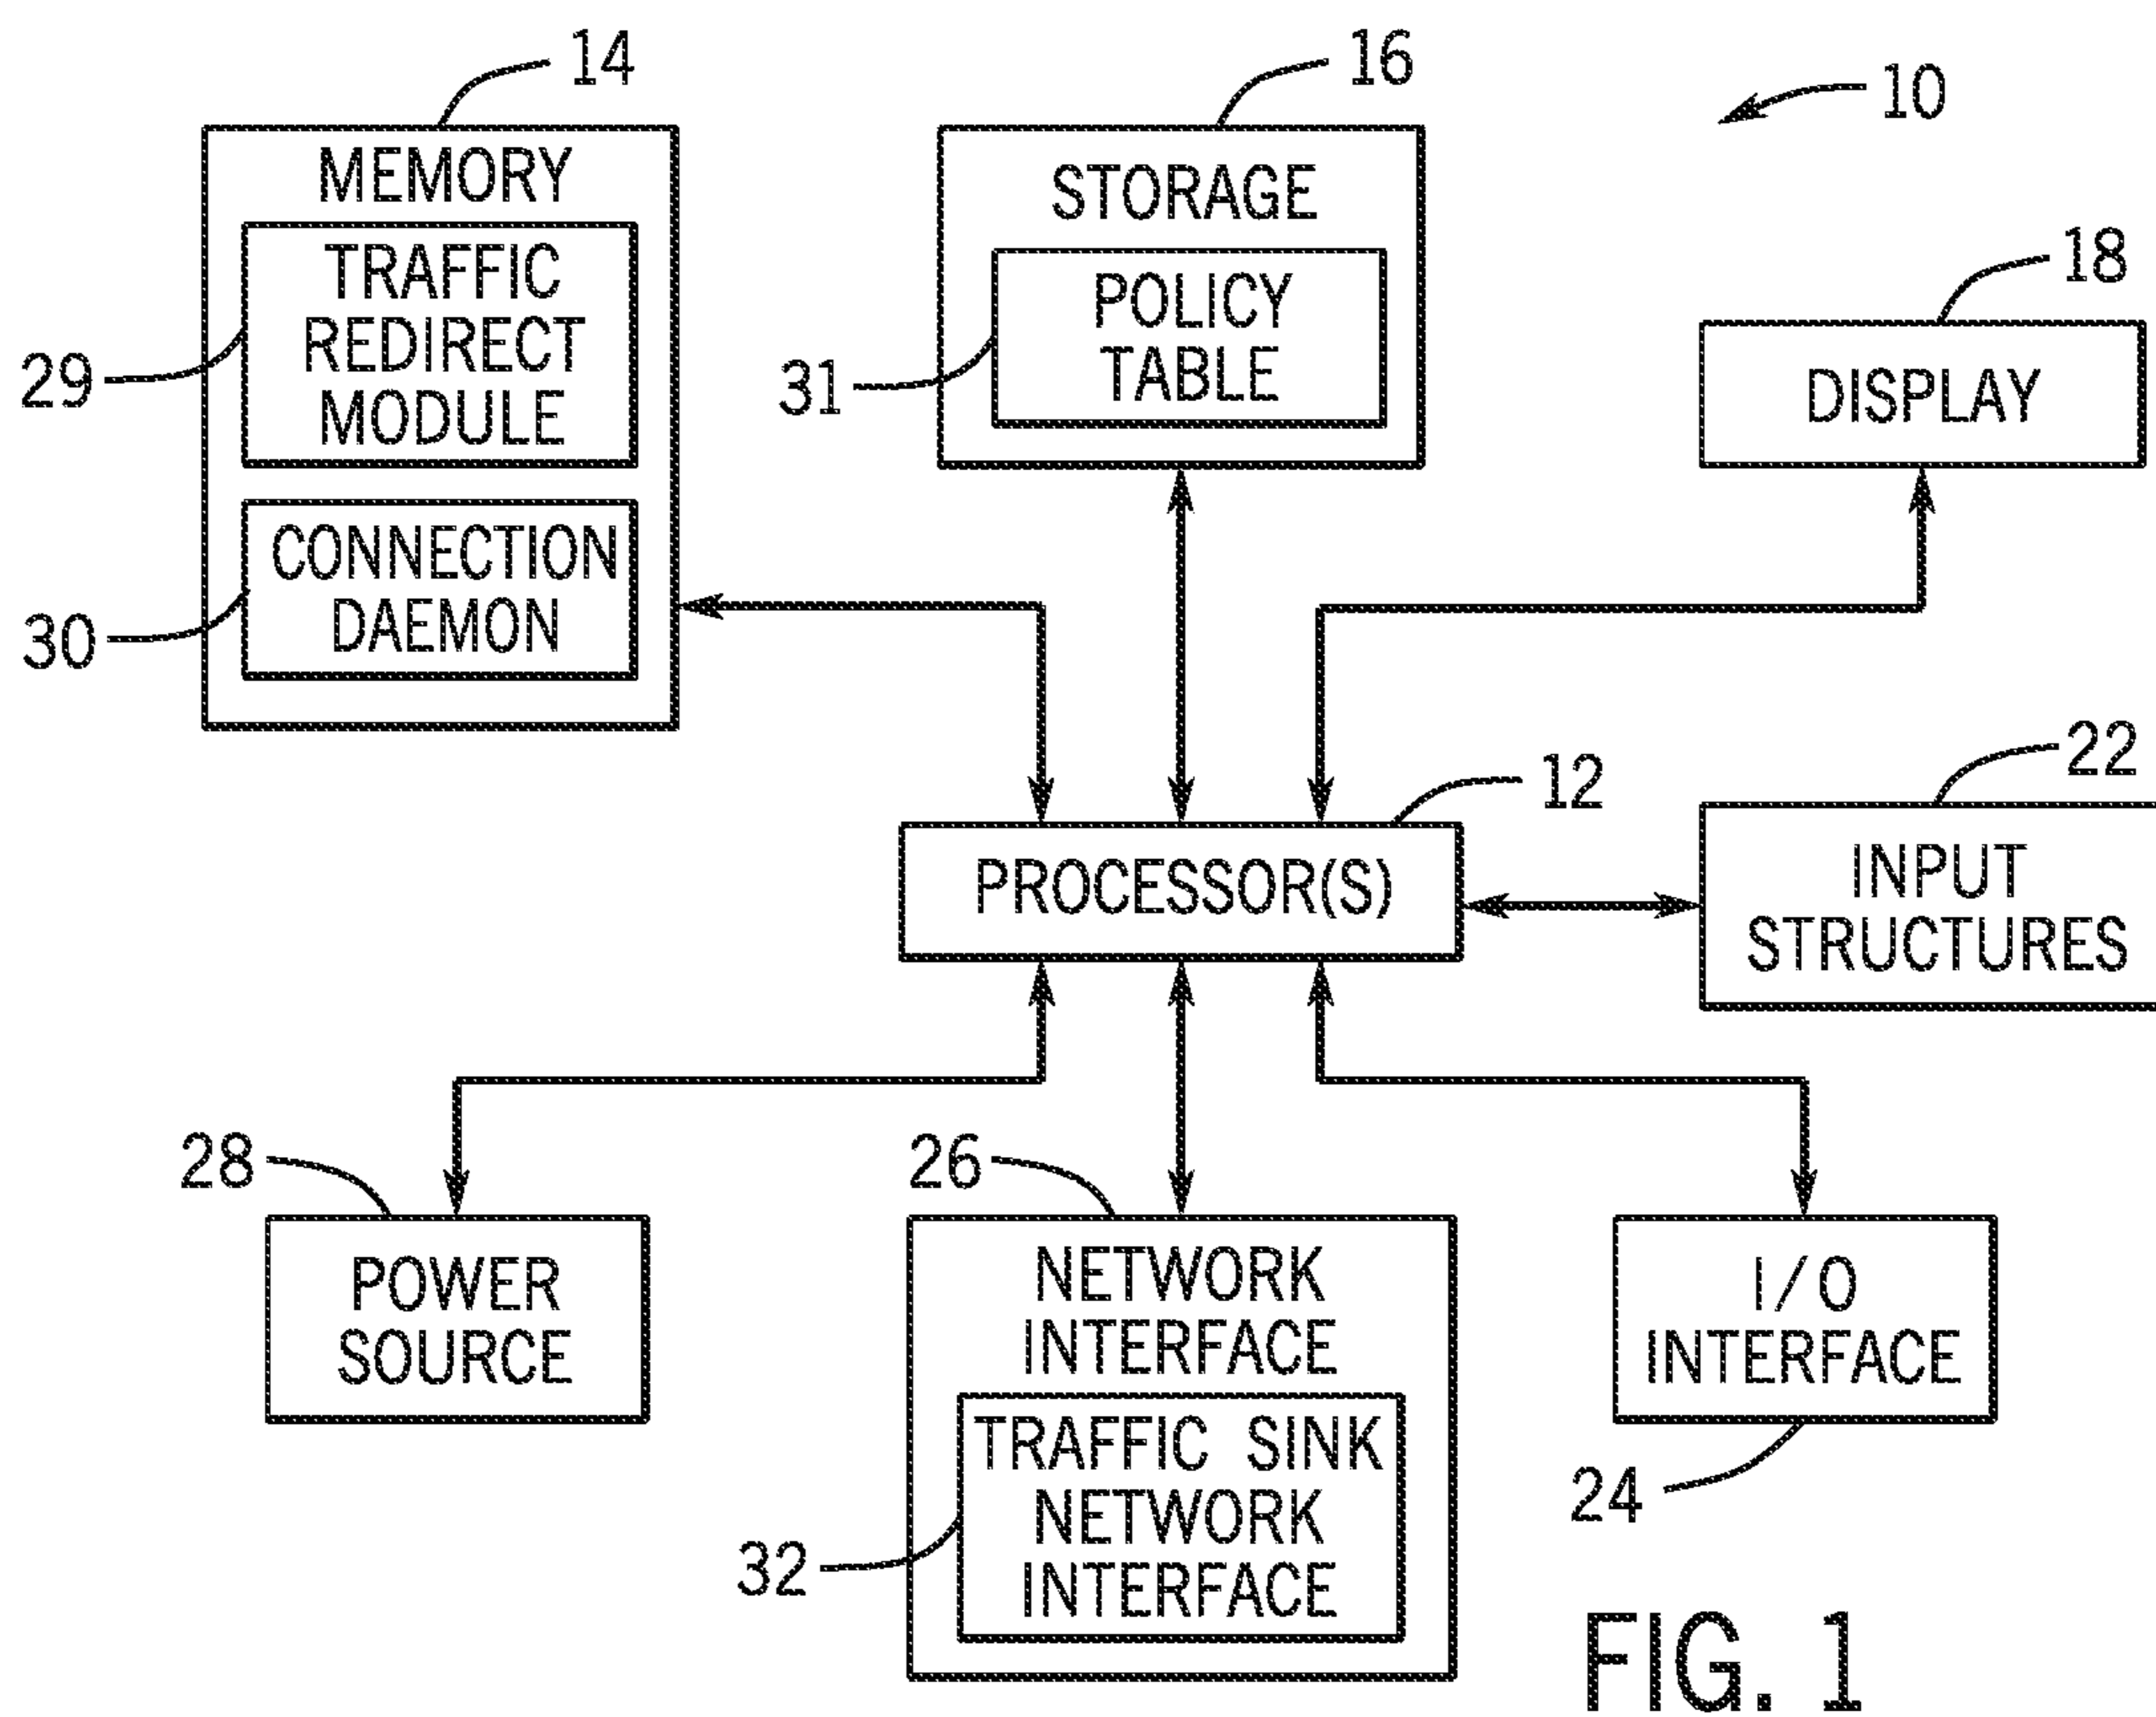 14
16
10
MEMORY
TRAFFIC
REDIRECT
MODULE
29
CONNECTION
DAEMON
30
STORAGE
POLICY
TABLE
31
18
DISPLAY
12
PROCESSOR(S)
22
INPUT
STRUCTURES
28
POWER
SOURCE
26
NETWORK
INTERFACE
TRAFFIC SINK
NETWORK
INTERFACE
32
I/O
INTERFACE
24
FIG. 1